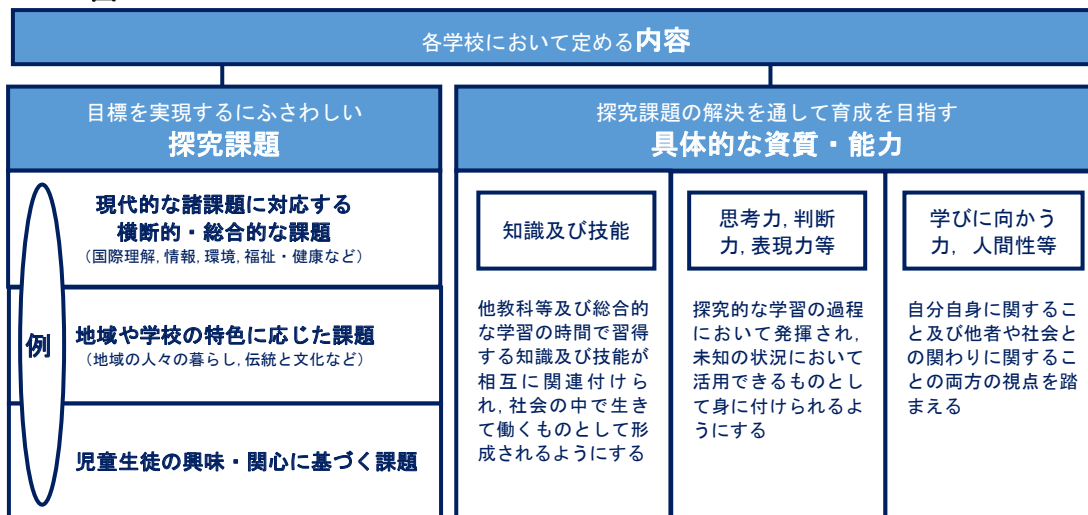 各学校において定める内容
目標を実現するにふさわしい
探究課題
探究課題の解決を通して育成を目指す
具体的な資質・能力
例
現代的な諸課題に対応する
横断的・総合的な課題
（国際理解,情報,環境,福祉・健康など）
地域や学校の特色に応じた課題
（地域の人々の暮らし,伝統と文化など）
児童生徒の興味・関心に基づく課題
知識及び技能
他教科等及び総合的
な学習の時間で習得
する知識及び技能が
相互に関連付けら
れ,社会の中で生き
て働くものとして形
成されるようにする
思考力,判断
力,表現力等
探究的な学習の過程
において発揮され,
未知の状況において
活用できるものとし
て身に付けられるよ
うにする
学びに向かう
力，人間性等
自分自身に関するこ
と及び他者や社会と
の関わりに関するこ
との両方の視点を踏
まえる